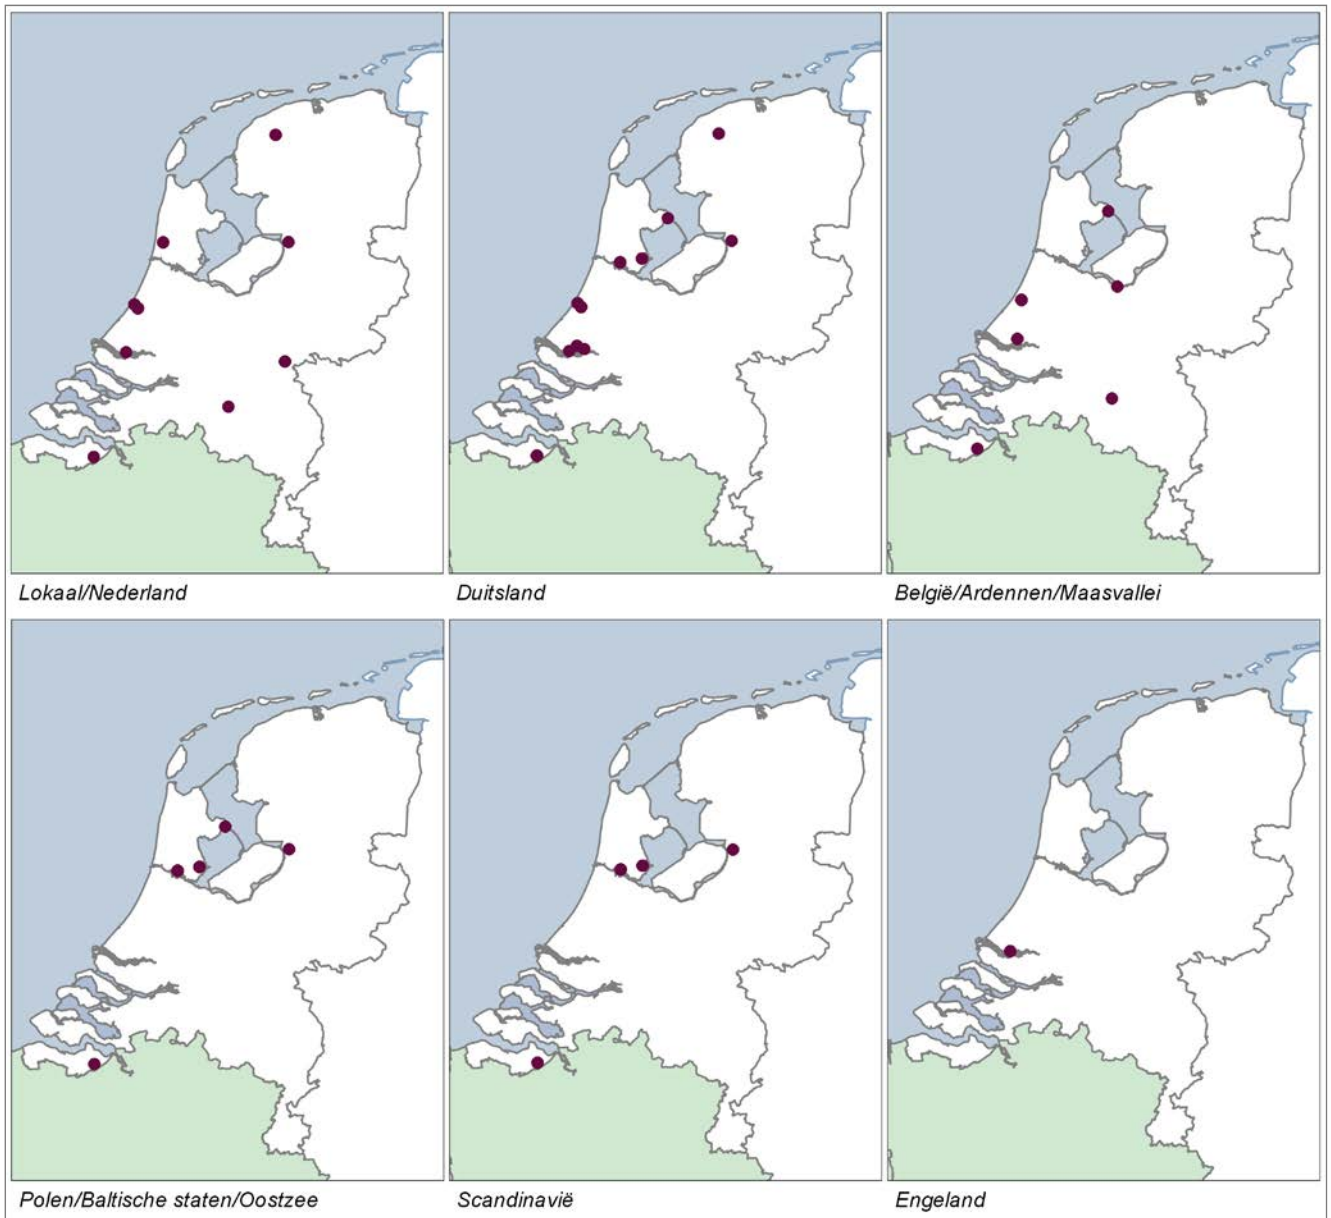 Lokaal/Nederland
Duitsland
België/Ardennen/Maasvallei
Polen/Baltische staten/Oostzee
Scandinavië
Engeland